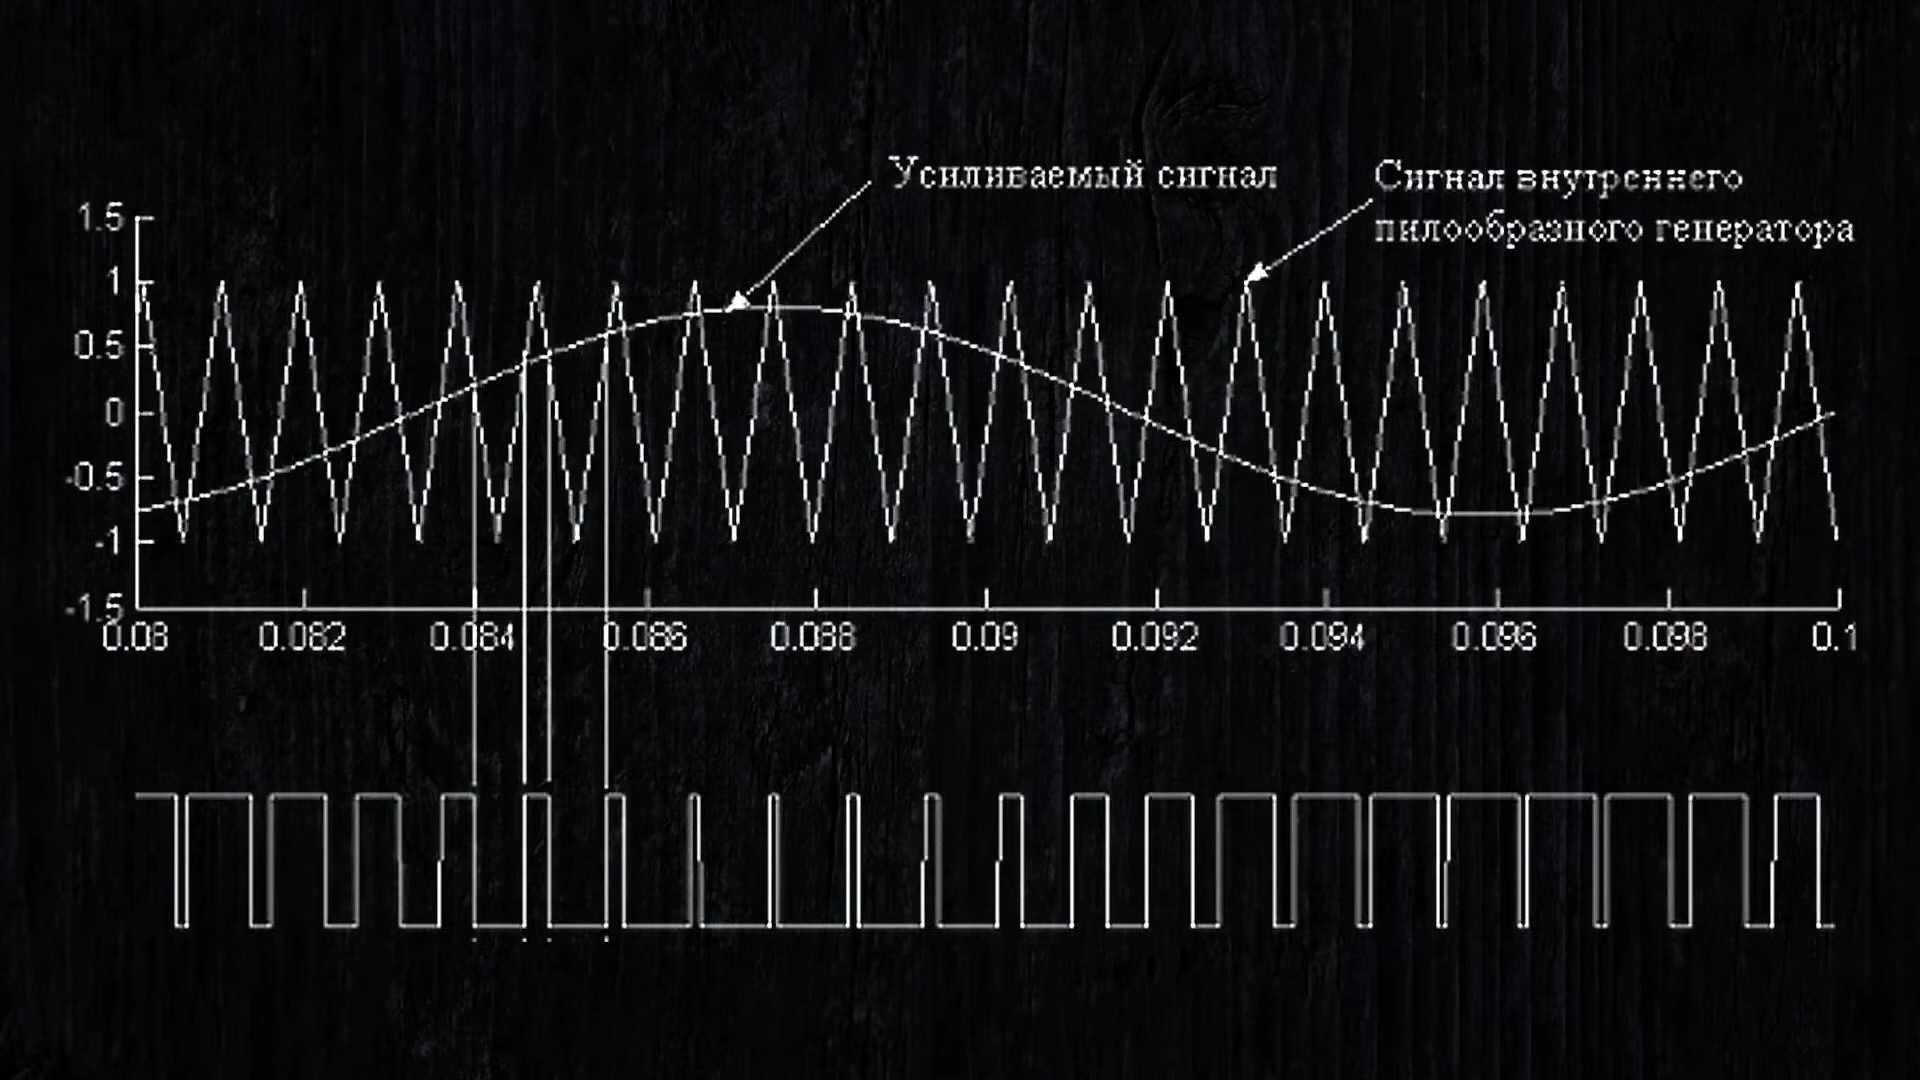 Усиливаемый сигнал
Сигнал внутреннего
пилообразного генератора
1.5
1
0.5
0
-0.5
-1
-1.5
0.08 0.082 0.084 0.086 0.088 0.09 0.092 0.094 0.096 0.098 0.1